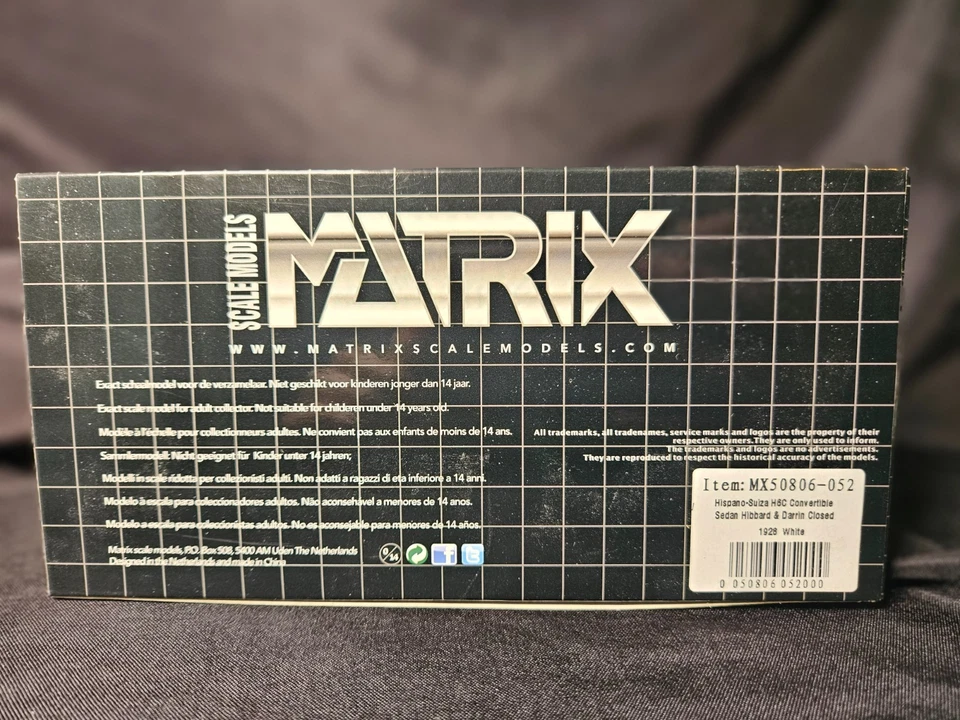 SCALE MODELS
MATRIX
WWW.MATRIXSCALEMODELS.COM
Exact schaalmodel voor de verzamelaar. Niet geschikt voor kinderen jonger dan 14 jaar.
Exact scale model for adult collector. Not suitable for childeren under 14 years old.
Modèle à l'échelle pour collectionneurs adultes. Ne convient pas aux enfants de moins de 14 ans.
Sammlermodell: Nicht geeignet für Kinder unter 14 jahren;
Modelli in scale ridotta per collezionisti adulti. Non adatti a ragazzi di eta inferiore a 14 anni.
Modelo à escala para coleccionadores adultos. Não aconsehavel a menores de 14 anos.
Modelo a escala para coleccionistas adultos. No es aconsejable para menores de 14 años.
Matrix scale models, P.O. Box 508, 5400 AM Uden The Netherlands
Designed in the Netherlands and made in China
0/14
f
t
All trademarks, all tradenames, service marks and logos are the property of their
respective owners.They are only used to inform.
The trademarks and logos are no advertisements.
They are reproduced to respect the historical accuracy of the models.
Item: MX50806-052
Hispano-Suiza H6C Convertible
Sedan Hibbard & Darrin Closed
1928 White
0 050806 052000